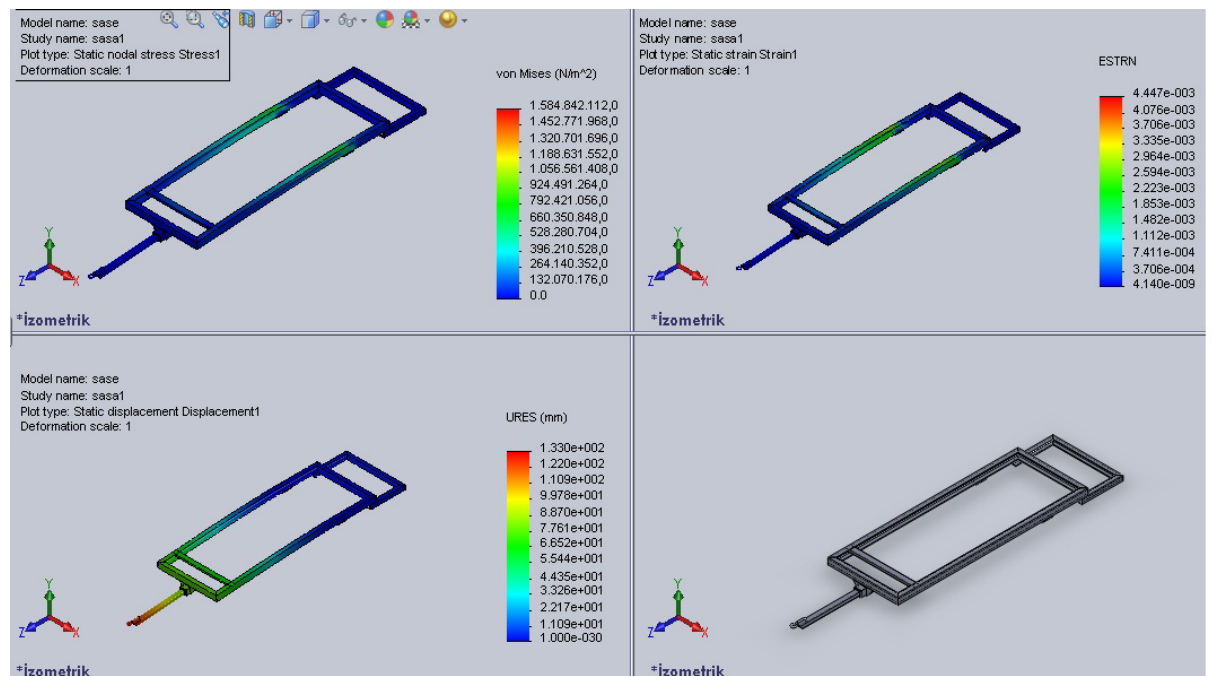 Model name: sase
Study name: sasa1
Plot type: Static nodal stress Stress1
Deformation scale: 1
von Mises (N/m^2)
1.584.842.112,0
1.452.771.968,0
1.320.701.696,0
1.188.631.552,0
1.056.561.408,0
924.491.264,0
792.421.056,0
660.350.848,0
528.280.704,0
396.210.528,0
264.140.352,0
132.070.176,0
0.0
Y
Z
X
*İzometrik
Model name: sase
Study name: sasa1
Plot type: Static strain Strain1
Deformation scale: 1
ESTRN
4.447e-003
4.076e-003
3.706e-003
3.335e-003
2.964e-003
2.594e-003
2.223e-003
1.853e-003
1.482e-003
1.112e-003
7.411e-004
3.706e-004
4.140e-009
Y
Z
X
*İzometrik
Model name: sase
Study name: sasa1
Plot type: Static displacement Displacement1
Deformation scale: 1
URES (mm)
1.330e+002
1.220e+002
1.109e+002
9.978e+001
8.870e+001
7.761e+001
6.652e+001
5.544e+001
4.435e+001
3.326e+001
2.217e+001
1.109e+001
1.000e-030
Y
Z
X
*İzometrik
Y
Z
X
*İzometrik